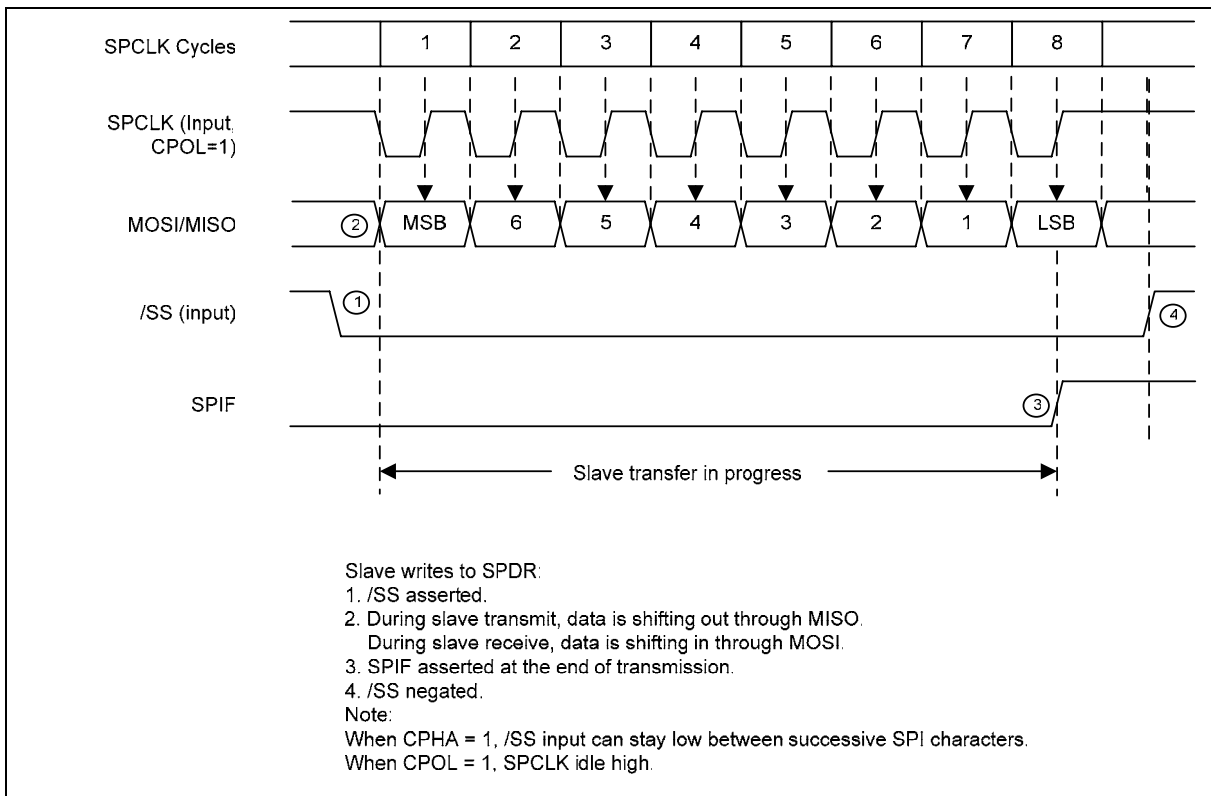 SPCLK Cycles 1 2 3 4 5 6 7 8
SPCLK (Input,
CPOL=1)
MOSI/MISO 2 MSB 6 5 4 3 2 1 LSB
/SS (input) 1 4
SPIF 3
Slave transfer in progress
Slave writes to SPDR:
1. /SS asserted.
2. During slave transmit, data is shifting out through MISO.
During slave receive, data is shifting in through MOSI.
3. SPIF asserted at the end of transmission.
4. /SS negated.
Note:
When CPHA = 1, /SS input can stay low between successive SPI characters.
When CPOL = 1, SPCLK idle high.